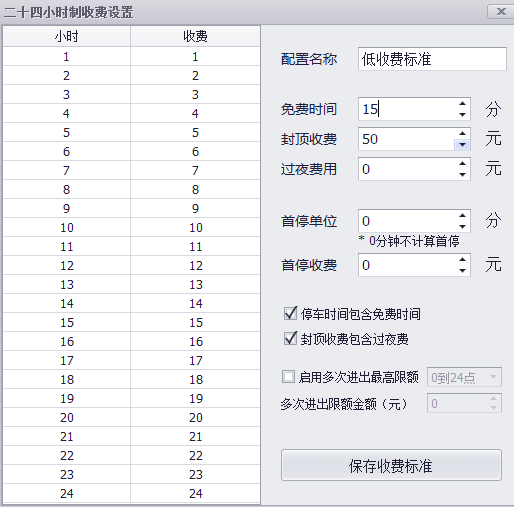 二十四小时制收费设置
小时 收费
1 1
2 2
3 3
4 4
5 5
6 6
7 7
8 8
9 9
10 10
11 11
12 12
13 13
14 14
15 15
16 16
17 17
18 18
19 19
20 20
21 21
22 22
23 23
24 24
配置名称 低收费标准
免费时间 15 分
封顶收费 50 元
过夜费用 0 元
首停单位 0 分
* 0分钟不计算首停
首停收费 0 元
停车时间包含免费时间
封顶收费包含过夜费
启用多次进出最高限额 0到24点
多次进出限额金额（元） 0
保存收费标准